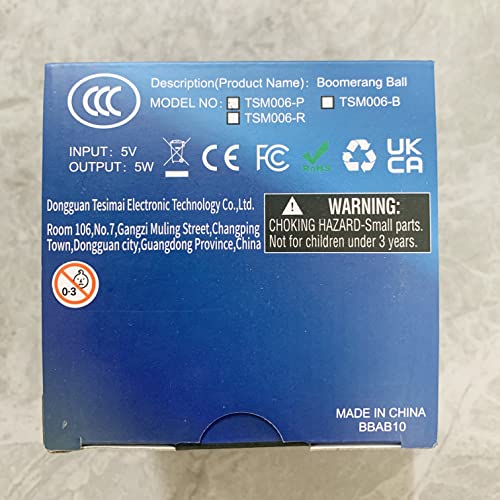 CCC
Description(Product Name): Boomerang Ball
MODEL NO: TSM006-P TSM006-B
TSM006-R
INPUT: 5V
OUTPUT: 5W
CE FC RoHS UKCA
Dongguan Tesimai Electronic Technology Co.,Ltd.
Room 106,No.7,Gangzi Muling Street,Changping
Town,Dongguan city,Guangdong Province,China
WARNING:
CHOKING HAZARD-Small parts.
Not for children under 3 years.
0-3
MADE IN CHINA
BBAB10